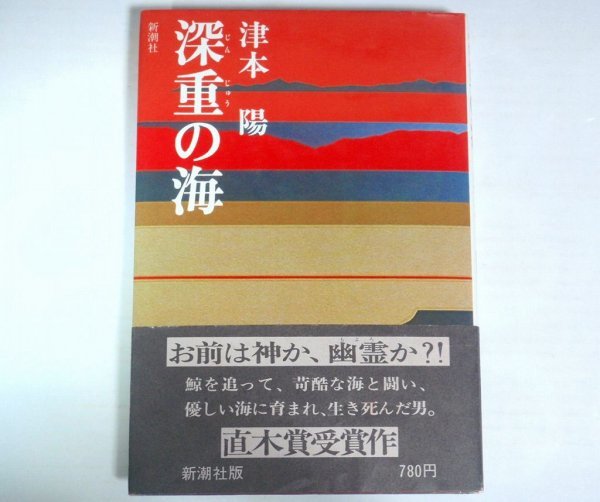 津本 陽
深重の海
じん じゅう
新潮社
お前は神か、幽霊か?!
鯨を追って、苛酷な海と闘い、
優しい海に育まれ、生き死んだ男。
直木賞受賞作
新潮社版 780円